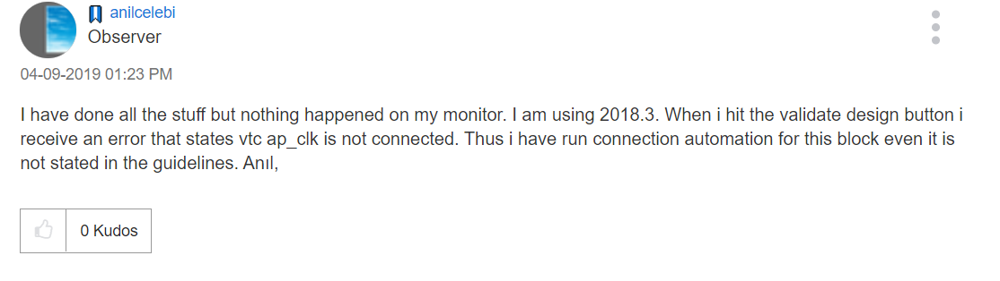 anilcelebi
Observer
04-09-2019 01:23 PM
I have done all the stuff but nothing happened on my monitor. I am using 2018.3. When i hit the validate design button i
receive an error that states vtc ap_clk is not connected. Thus i have run connection automation for this block even it is
not stated in the guidelines. Anıl,
0 Kudos